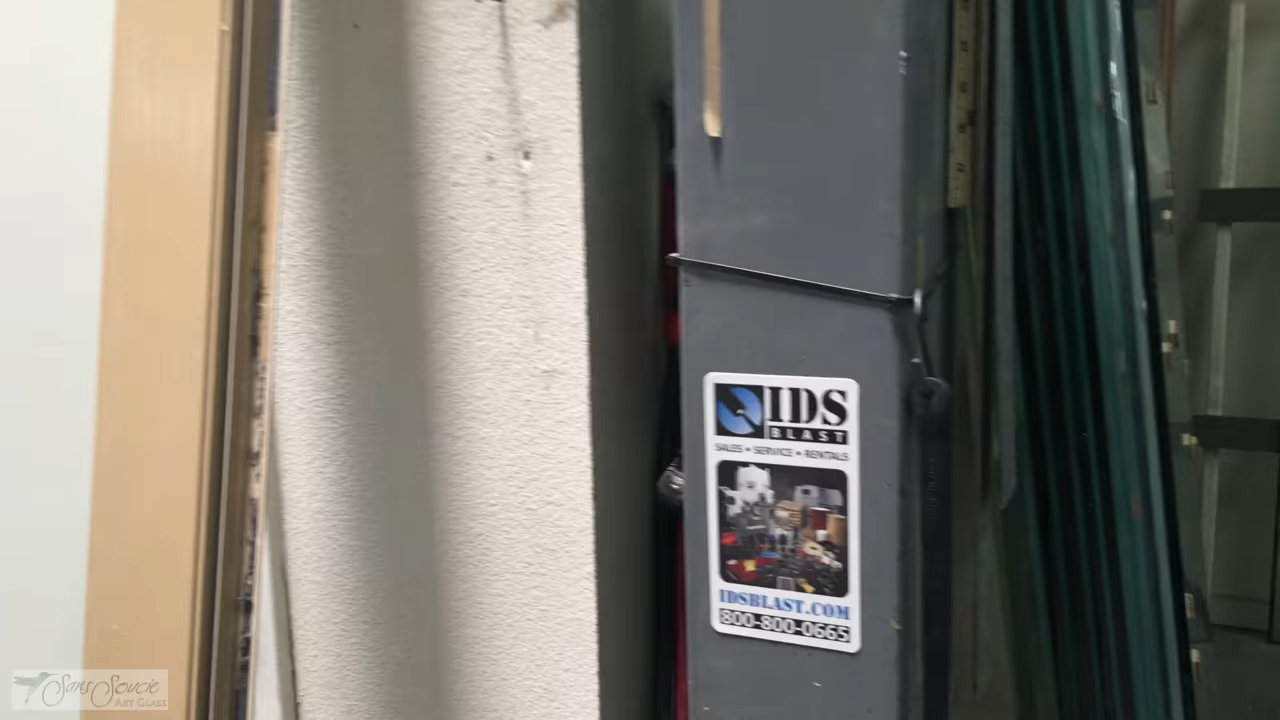 IDS
BLAST
SALES • SERVICE • RENTALS
IDSBLAST.COM
800-800-0665
Sans Soucie
ART GLASS